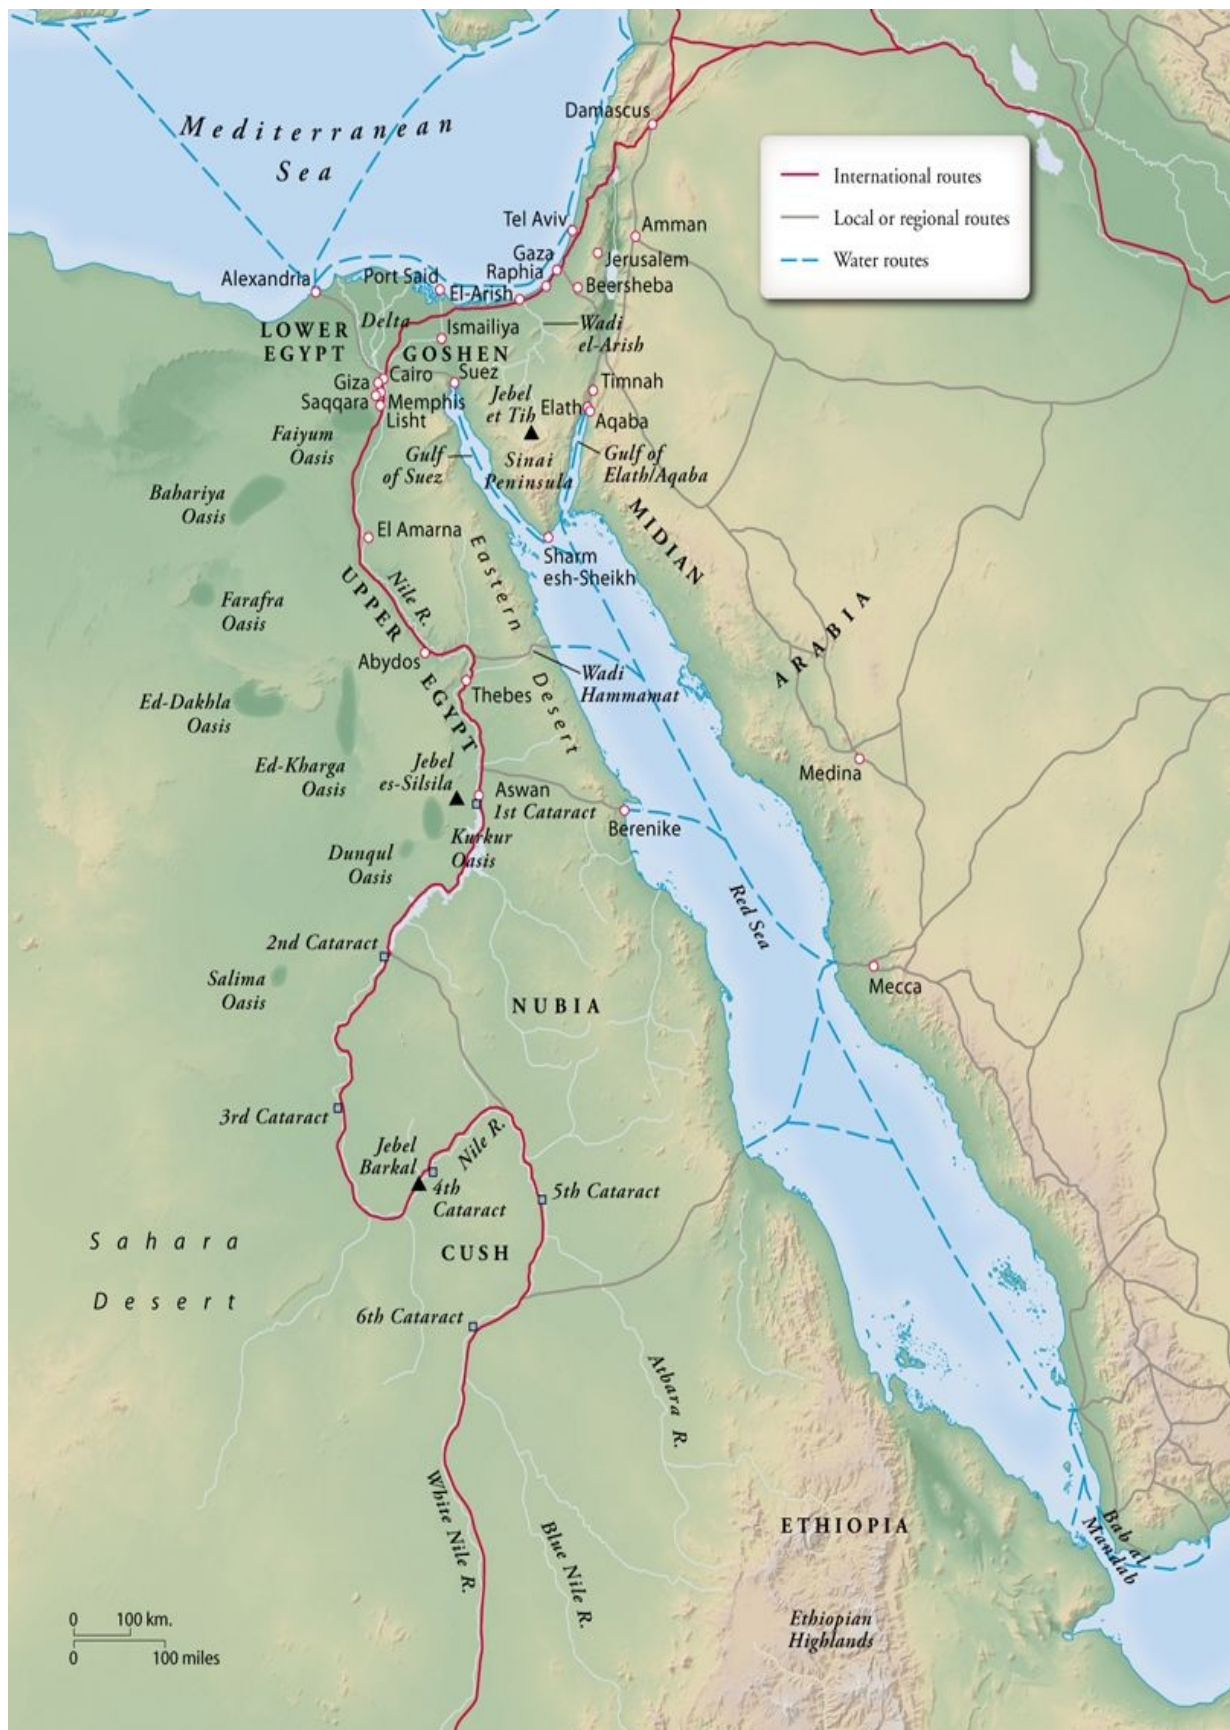 Mediterranean
Sea
Damascus
International routes
Local or regional routes
Water routes
Tel Aviv
Amman
Gaza
Jerusalem
Raphia
Beersheba
Alexandria
Port Said
El-Arish
Delta
Ismailiya
Wadi
el-Arish
LOWER
EGYPT
GOSHEN
Giza
Cairo
Suez
Timnah
Saqqara
Memphis
Lisht
Jebel
et Tih
Elath
Aqaba
Faiyum
Oasis
Gulf
of Suez
Sinai
Peninsula
Gulf of
Elath/Aqaba
Bahariya
Oasis
El Amarna
MIDIAN
Sharm
esh-Sheikh
Eastern
Desert
UPPER
EGYPT
Nile R.
Farafra
Oasis
ARABIA
Abydos
Wadi
Hammamat
Thebes
Ed-Dakhla
Oasis
Ed-Kharga
Oasis
Jebel
es-Silsila
Aswan
1st Cataract
Medina
Kurkur
Oasis
Berenike
Dunqul
Oasis
Red Sea
2nd Cataract
Salima
Oasis
Mecca
NUBIA
3rd Cataract
Jebel
Barkal
Nile R.
4th
Cataract
5th Cataract
CUSH
Sahara
Desert
6th Cataract
Atbara R.
White Nile R.
Blue Nile R.
ETHIOPIA
Bab al
Mandab
Ethiopian
Highlands
0 100 km.
0 100 miles